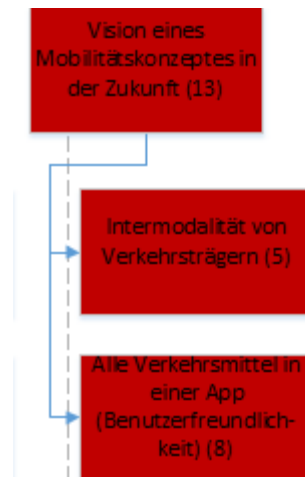 Vision eines
Mobilitätskonzeptes in
der Zukunft (13)
Intermodalität von
Verkehrsträgern (5)
Alle Verkehrsmittel in
einer App
(Benutzerfreundlich-
keit) (8)